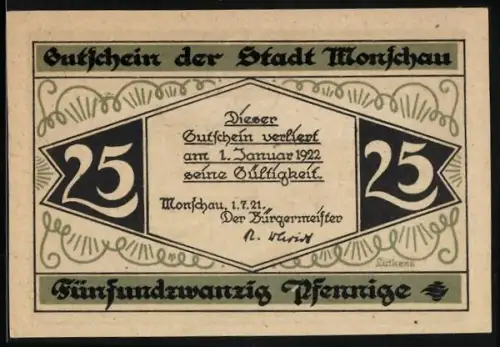 Gutschein der Stadt Monschau
Dieser
Gutschein verliert
am 1. Januar 1922
seine Gültigkeit.
25
25
Monschau, 1.7.21.
Der Bürgermeister
Lütkens
Fünfundzwanzig Pfennige